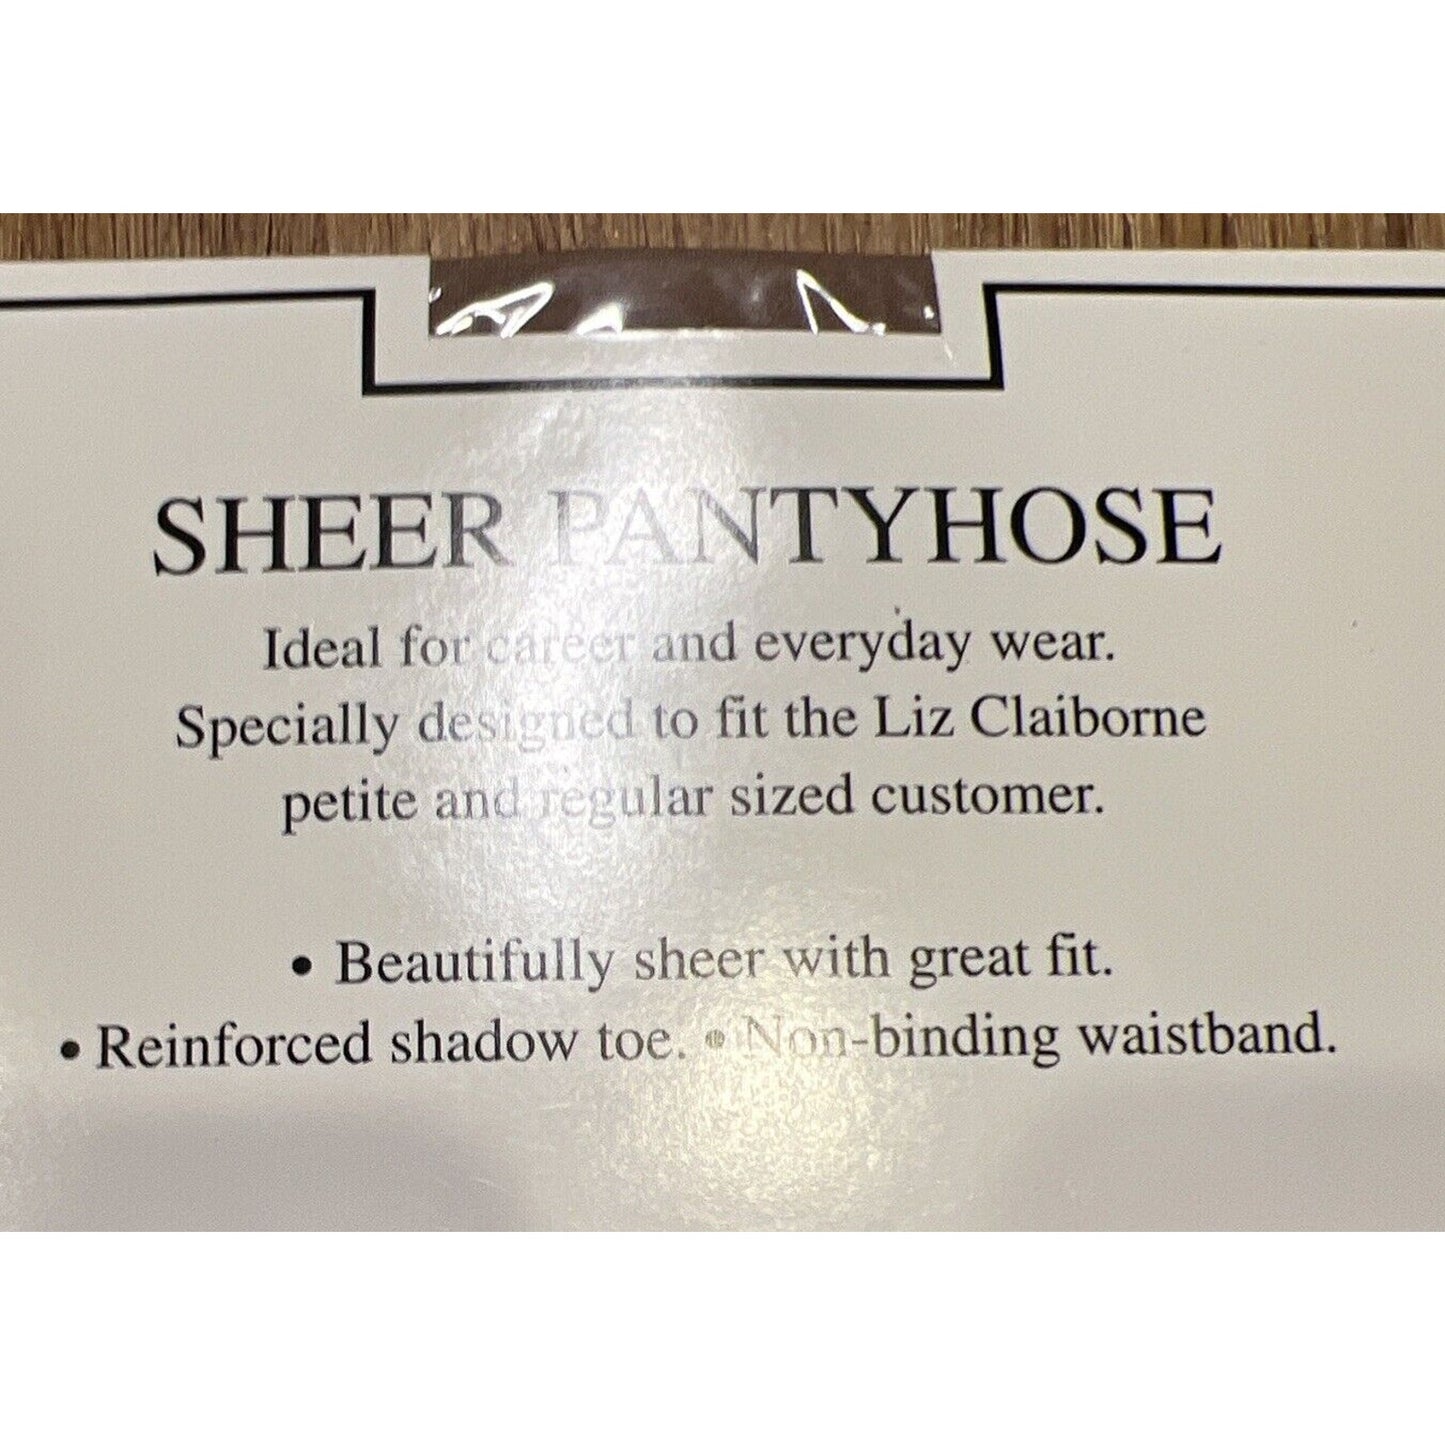 SHEER PANTYHOSE
Ideal for career and everyday wear.
Specially designed to fit the Liz Claiborne
petite and regular sized customer.
• Beautifully sheer with great fit.
• Reinforced shadow toe. • Non-binding waistband.